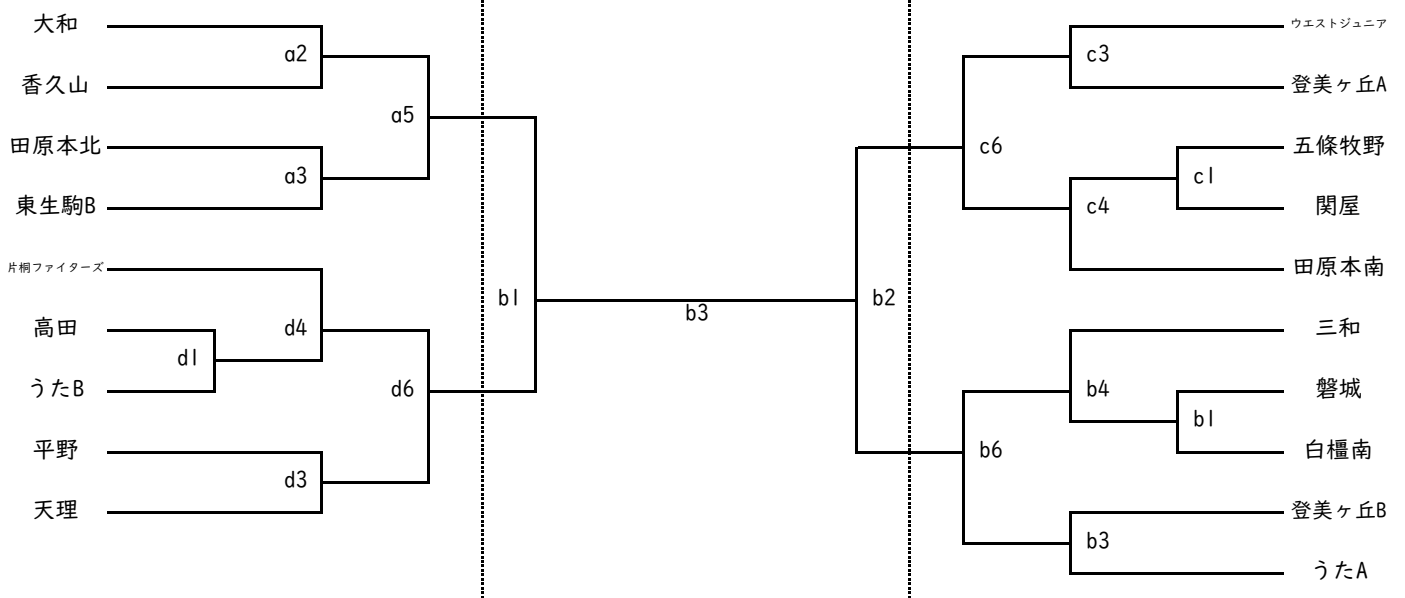 大和
a2
香久山
a5
田原本北
a3
東生駒B
片桐ファイターズ
d4
高田
d1
うたB
d6
平野
d3
天理
b1
b3
b2
ウエストジュニア
c3
登美ヶ丘A
c6
五條牧野
c1
関屋
c4
田原本南
三和
b4
磐城
b1
白橿南
b6
登美ヶ丘B
b3
うたA